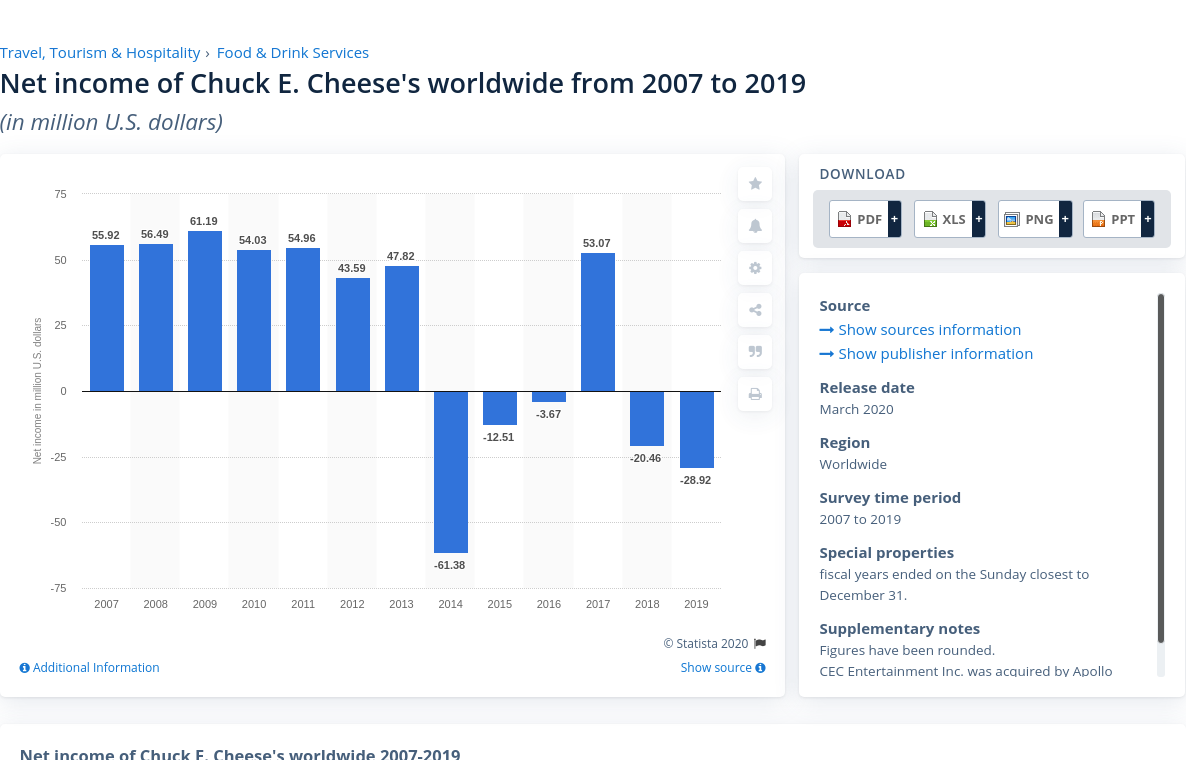 Travel, Tourism & Hospitality › Food & Drink Services
Net income of Chuck E. Cheese's worldwide from 2007 to 2019
(in million U.S. dollars)
Net income in million U.S. dollars
75
50
25
0
-25
-50
-75
55.92
56.49
61.19
54.03
54.96
43.59
47.82
-61.38
-12.51
-3.67
53.07
-20.46
-28.92
2007 2008 2009 2010 2011 2012 2013 2014 2015 2016 2017 2018 2019
© Statista 2020
Additional Information
Show source
DOWNLOAD
PDF + XLS + PNG + PPT +
Source
Show sources information
Show publisher information
Release date
March 2020
Region
Worldwide
Survey time period
2007 to 2019
Special properties
fiscal years ended on the Sunday closest to
December 31.
Supplementary notes
Figures have been rounded.
CEC Entertainment Inc. was acquired by Apollo
Net income of Chuck E. Cheese's worldwide 2007-2019